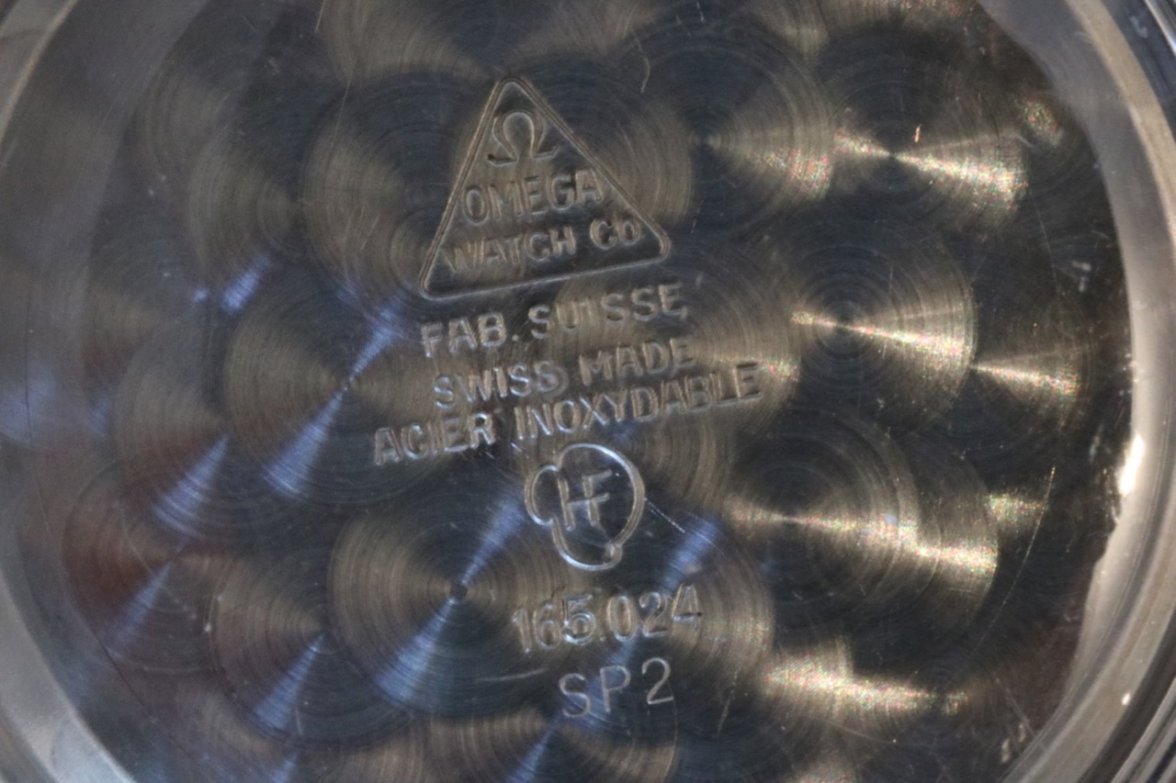 Ω
OMEGA
WATCH Co
FAB. SUISSE
SWISS MADE
ACIER INOXYDABLE
HF
165.024
SP2